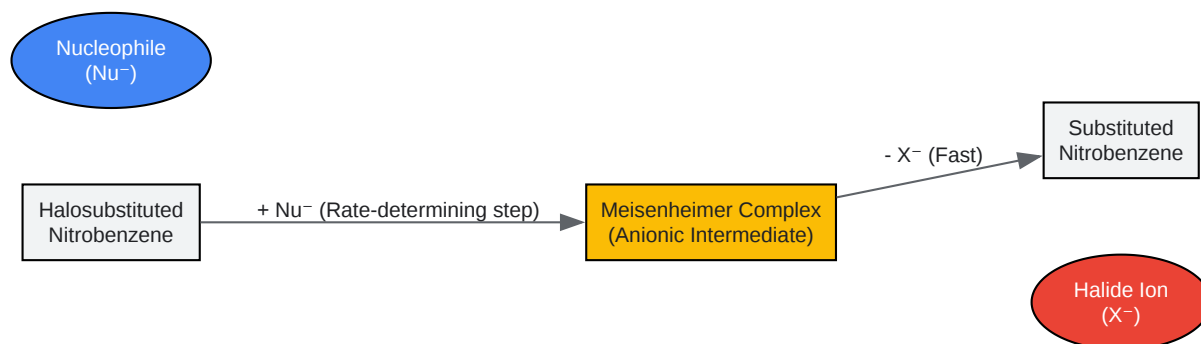 Nucleophile
(Nu⁻)
Halosubstituted
Nitrobenzene
+ Nu⁻ (Rate-determining step)
Meisenheimer Complex
(Anionic Intermediate)
- X⁻ (Fast)
Substituted
Nitrobenzene
Halide Ion
(X⁻)